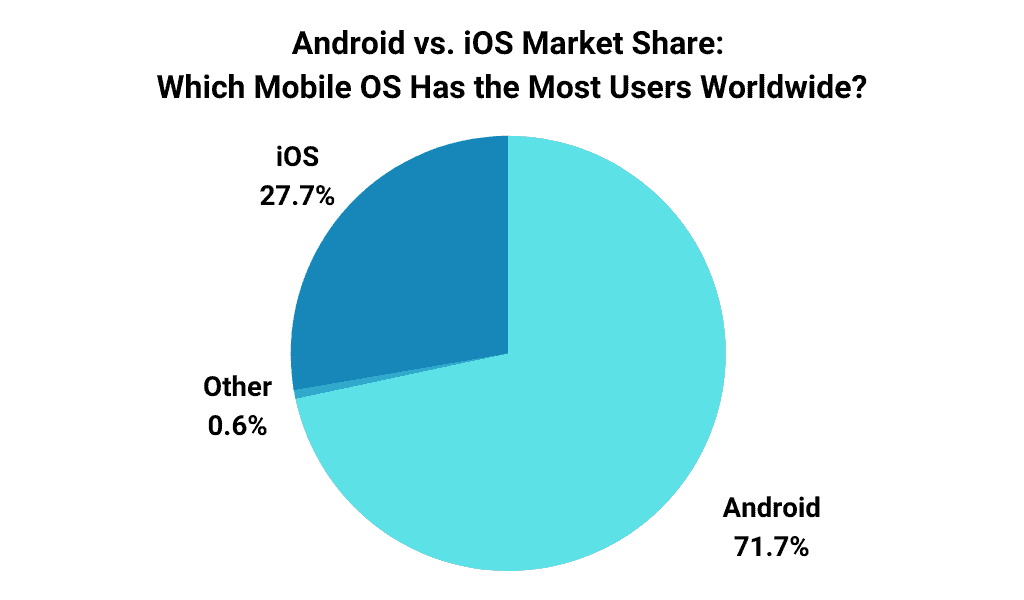 Android vs. iOS Market Share:
Which Mobile OS Has the Most Users Worldwide?
iOS
27.7%
Other
0.6%
Android
71.7%